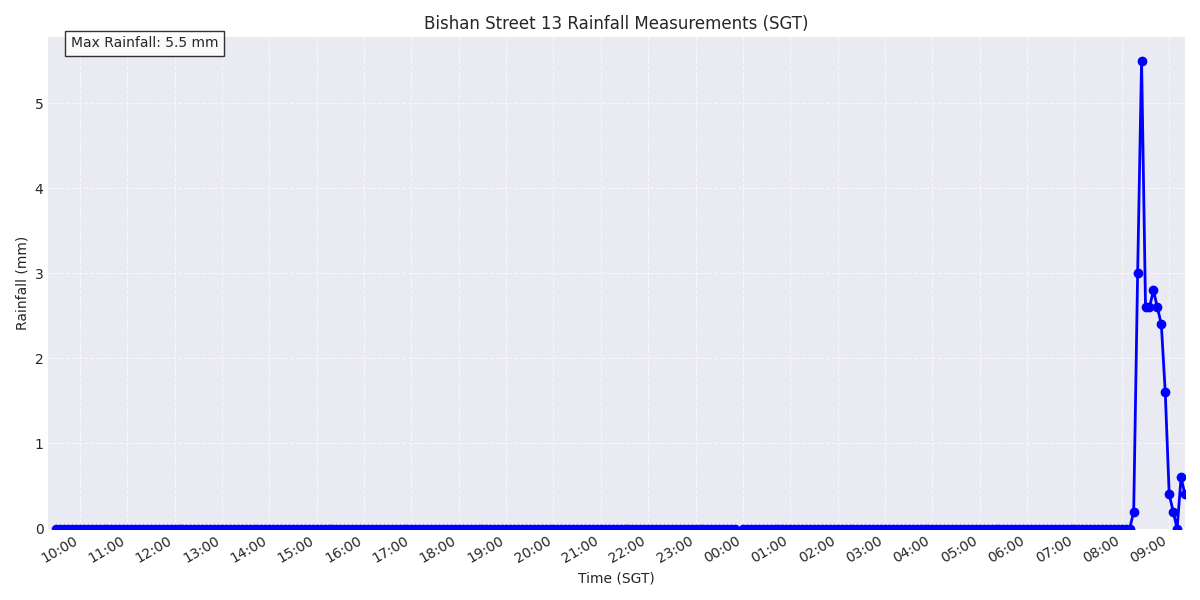 Bishan Street 13 Rainfall Measurements (SGT)
Max Rainfall: 5.5 mm
Rainfall (mm)
5
4
3
2
1
0
10:00 11:00 12:00 13:00 14:00 15:00 16:00 17:00 18:00 19:00 20:00 21:00 22:00 23:00 00:00 01:00 02:00 03:00 04:00 05:00 06:00 07:00 08:00 09:00
Time (SGT)